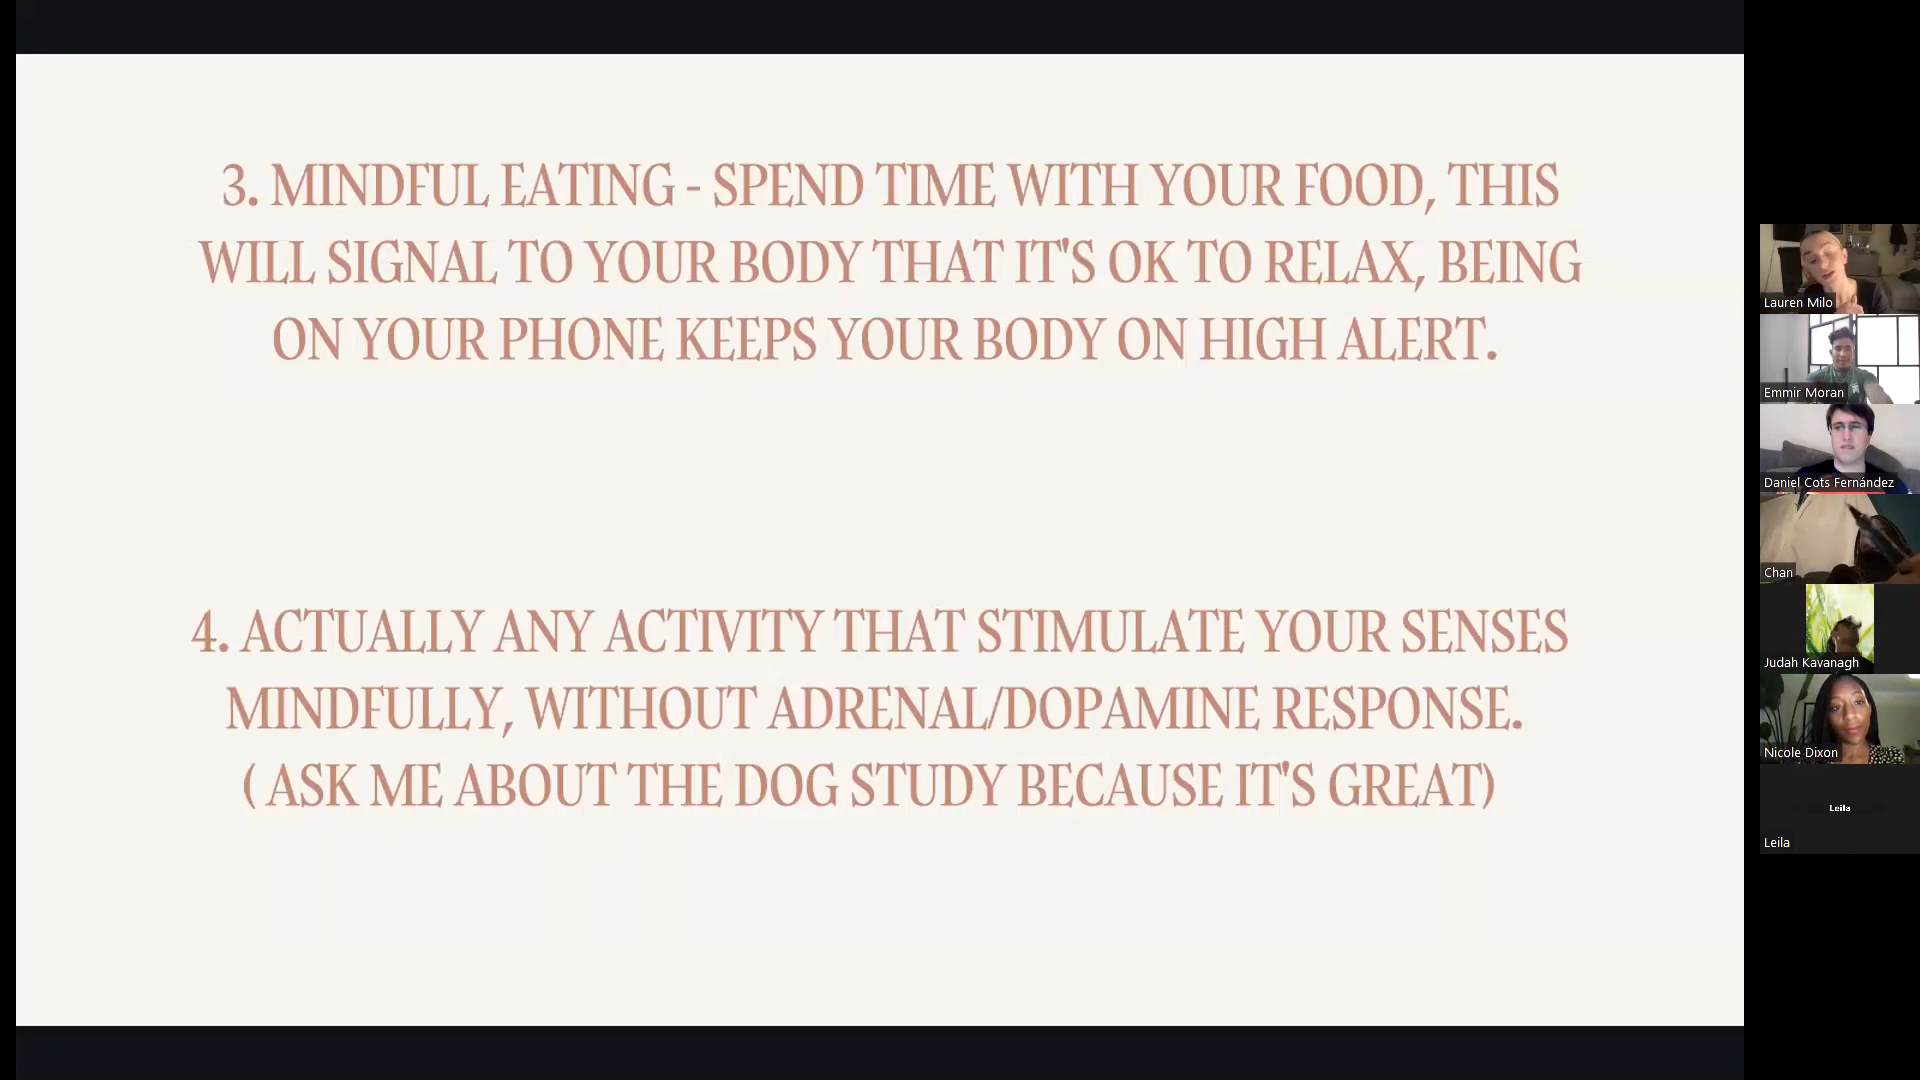 3. MINDFUL EATING - SPEND TIME WITH YOUR FOOD, THIS
WILL SIGNAL TO YOUR BODY THAT IT'S OK TO RELAX, BEING
ON YOUR PHONE KEEPS YOUR BODY ON HIGH ALERT.
4. ACTUALLY ANY ACTIVITY THAT STIMULATE YOUR SENSES
MINDFULLY, WITHOUT ADRENAL/DOPAMINE RESPONSE.
( ASK ME ABOUT THE DOG STUDY BECAUSE IT'S GREAT)
Lauren Milo
Emmir Moran
Daniel Cots Fernández
Chan
Judah Kavanagh
Nicole Dixon
Leila
Leila